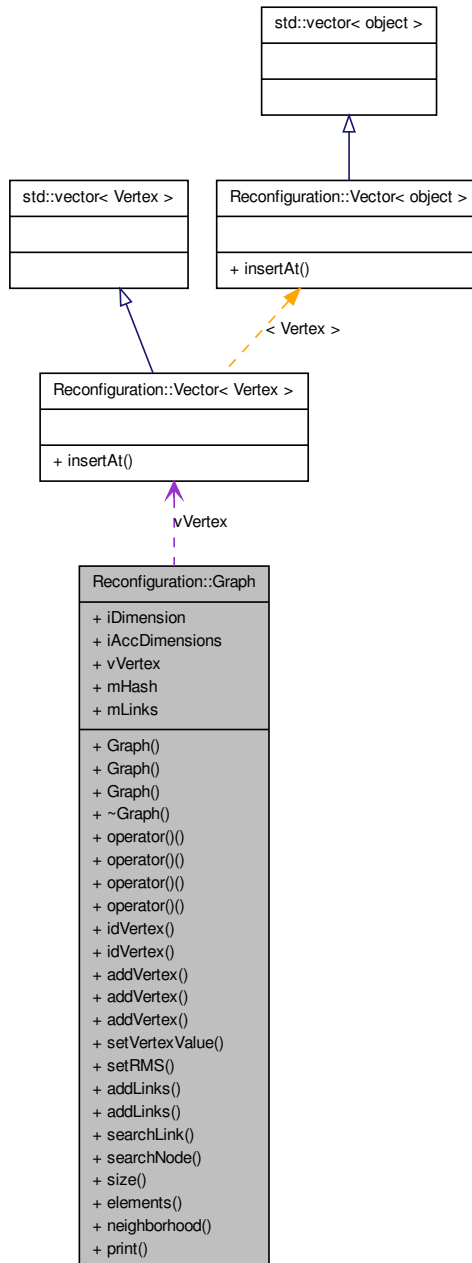 std::vector< object >
std::vector< Vertex >
Reconfiguration::Vector< object >
+ insertAt()
< Vertex >
Reconfiguration::Vector< Vertex >
+ insertAt()
vVertex
Reconfiguration::Graph
+ iDimension
+ iAccDimensions
+ vVertex
+ mHash
+ mLinks
+ Graph()
+ Graph()
+ Graph()
+ ~Graph()
+ operator()()
+ operator()()
+ operator()()
+ operator()()
+ idVertex()
+ idVertex()
+ addVertex()
+ addVertex()
+ addVertex()
+ setVertexValue()
+ setRMS()
+ addLinks()
+ addLinks()
+ searchLink()
+ searchNode()
+ size()
+ elements()
+ neighborhood()
+ print()